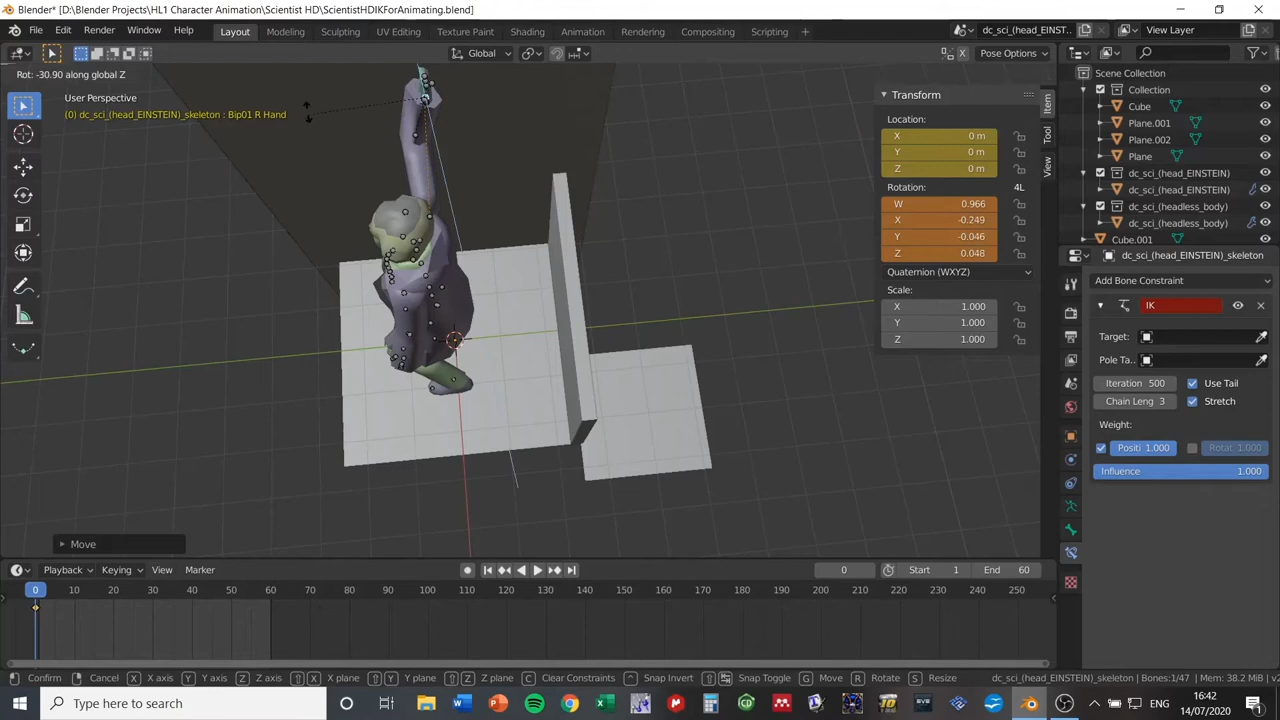 Blender* [D:\Blender Projects\HL1 Character Animation\Scientist HD\ScientistHDIKForAnimating.blend]
File Edit Render Window Help Layout Modeling Sculpting UV Editing Texture Paint Shading Animation Rendering Compositing Scripting dc_sci_(head_EINST... View Layer
Global X Pose Options
Rot: -30.90 along global Z
User Perspective
(0) dc_sci_(head_EINSTEIN)_skeleton : Bip01 R Hand
Transform
Location:
X 0 m
Y 0 m
Z 0 m
Rotation: 4L
W 0.966
X -0.249
Y -0.046
Z 0.048
Quaternion (WXYZ)
Scale:
X 1.000
Y 1.000
Z 1.000
Item
Tool
View
Scene Collection
Collection
Cube
Plane.001
Plane.002
Plane
dc_sci_(head_EINSTEIN)
dc_sci_(head_EINSTEIN)
dc_sci_(headless_body)
dc_sci_(headless_body)
Cube.001
dc_sci_(head_EINSTEIN)_skeleton
Add Bone Constraint
IK
Target:
Pole Ta..
Iteration 500 Use Tail
Chain Leng 3 Stretch
Weight:
Positi 1.000 Rotat 1.000
Influence 1.000
Move
Playback Keying View Marker 0 Start 1 End 60
0 10 20 30 40 50 60 70 80 90 100 110 120 130 140 150 160 170 180 190 200 210 220 230 240 250
Confirm Cancel X X axis Y Y axis Z Z axis X X plane Y Y plane Z Z plane C Clear Constraints Snap Invert Snap Toggle G Move R Rotate S Resize dc_sci_(head_EINSTEIN)_skeleton | Bones:1/47 | Mem: 38.2 MiB | v2
Type here to search
ENG
16:42
14/07/2020